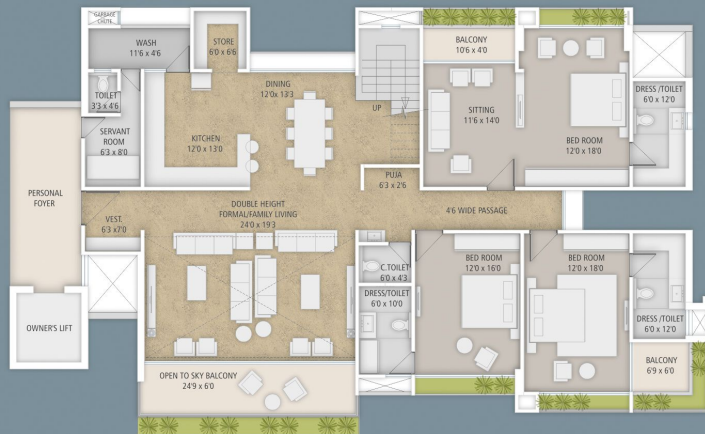 GARBAGE
CHUTE
WASH
11'6 x 4'6
STORE
6'0 x 6'6
TOILET
3'3 x 4'6
SERVANT
ROOM
6'3 x 8'0
KITCHEN
12'0 x 13'0
DINING
12'0x 13'3
UP
BALCONY
10'6 x 4'0
SITTING
11'6 x 14'0
BED ROOM
12'0 x 18'0
DRESS /TOILET
6'0 x 12'0
PERSONAL
FOYER
VEST.
6'3 x7'0
PUJA
6'3 x 2'6
DOUBLE HEIGHT
FORMAL/FAMILY LIVING
24'0 x 19'3
4'6 WIDE PASSAGE
OWNER'S LIFT
C.TOILET
6'0 x 4'3
DRESS/TOILET
6'0 x 10'0
BED ROOM
12'0 x 16'0
BED ROOM
12'0 x 18'0
DRESS /TOILET
6'0 x 12'0
BALCONY
6'9 x 6'0
OPEN TO SKY BALCONY
24'9 x 6'0